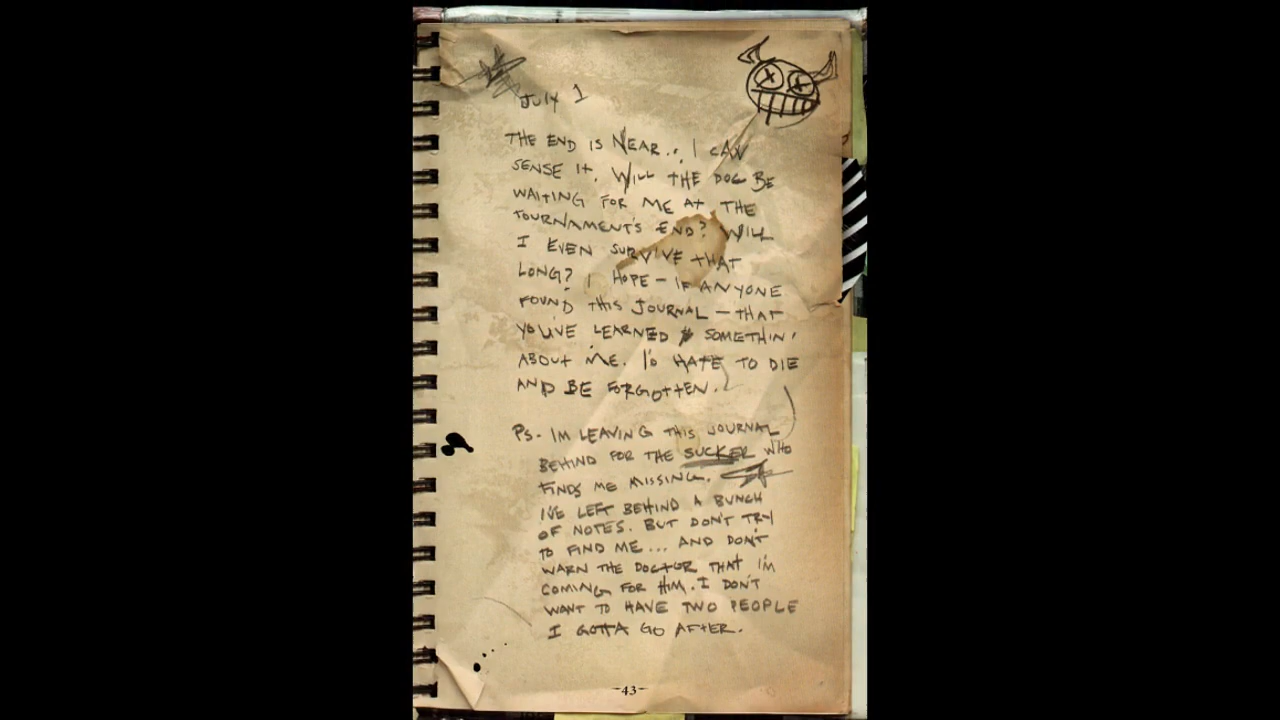 JULY 1
THE END IS NEAR... I CAN
SENSE IT. WILL THE DOC BE
WAITING FOR ME AT THE
TOURNAMENT'S END? WILL
I EVEN SURVIVE THAT
LONG? I HOPE - IF ANYONE
FOUND THIS JOURNAL - THAT
YOU'VE LEARNED SOMETHIN'
ABOUT ME. I'D HATE TO DIE
AND BE FORGOTTEN.
PS- IM LEAVING THIS JOURNAL
BEHIND FOR THE SUCKER WHO
FINDS ME MISSING.
I'VE LEFT BEHIND A BUNCH
OF NOTES. BUT DON'T TRY
TO FIND ME... AND DON'T
WARN THE DOCTOR THAT I'M
COMING FOR HIM. I DON'T
WANT TO HAVE TWO PEOPLE
I GOTTA GO AFTER.
-43-